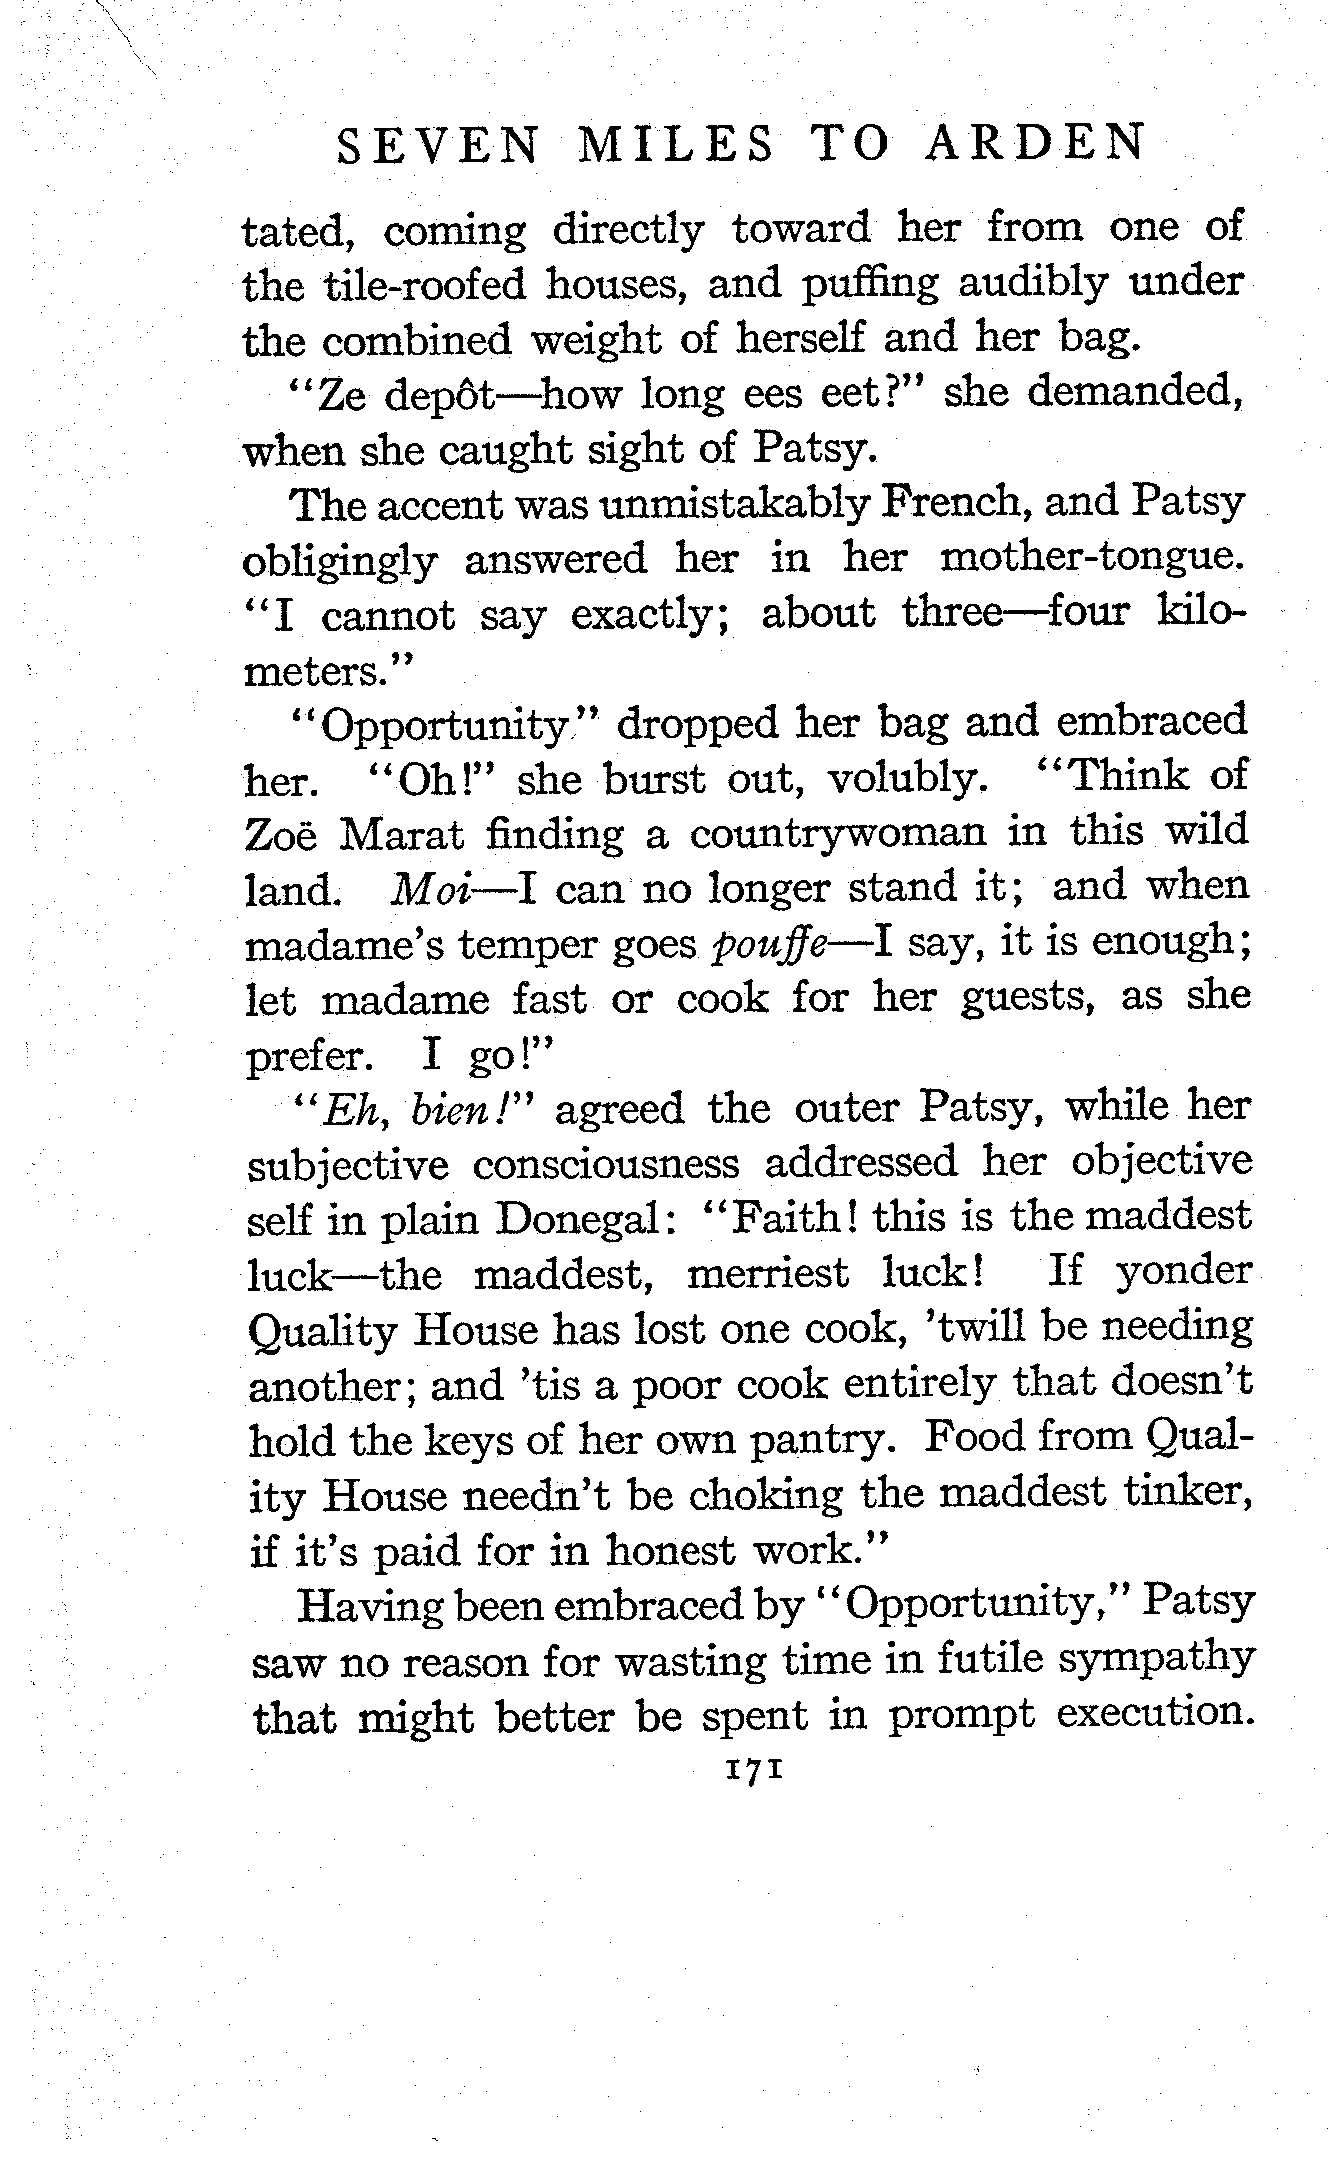 SEVEN MILES TO ARDEN
tated, coming directly toward her from one of
the tile-roofed houses, and puffing audibly under
the combined weight of herself and her bag.
"Ze depôt—how long ees eet?" she demanded,
when she caught sight of Patsy.
The accent was unmistakably French, and Patsy
obligingly answered her in her mother-tongue.
"I cannot say exactly; about three—four kilo-
meters."
"Opportunity" dropped her bag and embraced
her. "Oh!" she burst out, volubly. "Think of
Zoë Marat finding a countrywoman in this wild
land. Moi—I can no longer stand it; and when
madame's temper goes pouffe—I say, it is enough;
let madame fast or cook for her guests, as she
prefer. I go!"
"Eh, bien!" agreed the outer Patsy, while her
subjective consciousness addressed her objective
self in plain Donegal: "Faith! this is the maddest
luck—the maddest, merriest luck! If yonder
Quality House has lost one cook, 'twill be needing
another; and 'tis a poor cook entirely that doesn't
hold the keys of her own pantry. Food from Qual-
ity House needn't be choking the maddest tinker,
if it's paid for in honest work."
Having been embraced by "Opportunity," Patsy
saw no reason for wasting time in futile sympathy
that might better be spent in prompt execution.
171